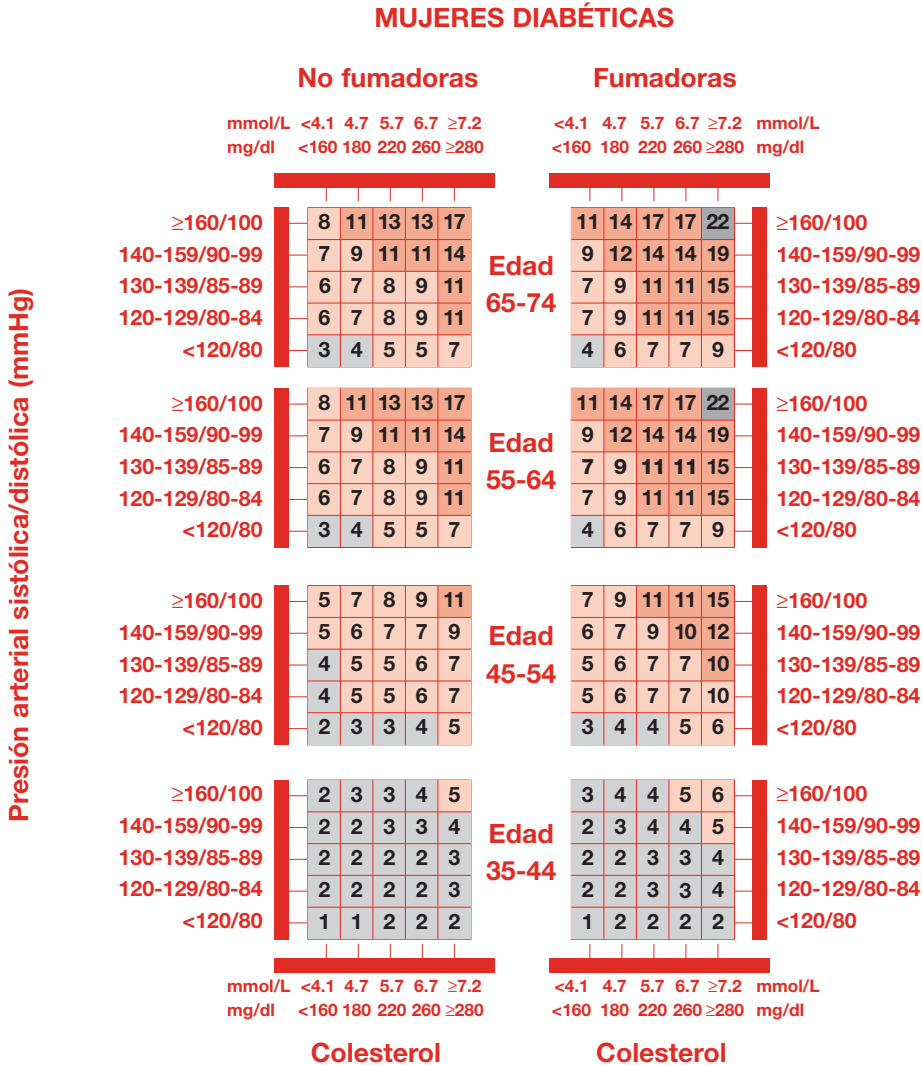 MUJERES DIABÉTICAS
No fumadoras Fumadoras
mmol/L <4.1 4.7 5.7 6.7 ≥7.2 <4.1 4.7 5.7 6.7 ≥7.2 mmol/L
mg/dl <160 180 220 260 ≥280 <160 180 220 260 ≥280 mg/dl
Presión arterial sistólica/distólica (mmHg)
≥160/100 8 11 13 13 17 11 14 17 17 22 ≥160/100
140-159/90-99 7 9 11 11 14 9 12 14 14 19 140-159/90-99
Edad
130-139/85-89 6 7 8 9 11 7 9 11 11 15 130-139/85-89
65-74
120-129/80-84 6 7 8 9 11 7 9 11 11 15 120-129/80-84
<120/80 3 4 5 5 7 4 6 7 7 9 <120/80
≥160/100 8 11 13 13 17 11 14 17 17 22 ≥160/100
140-159/90-99 7 9 11 11 14 9 12 14 14 19 140-159/90-99
Edad
130-139/85-89 6 7 8 9 11 7 9 11 11 15 130-139/85-89
55-64
120-129/80-84 6 7 8 9 11 7 9 11 11 15 120-129/80-84
<120/80 3 4 5 5 7 4 6 7 7 9 <120/80
≥160/100 5 7 8 9 11 7 9 11 11 15 ≥160/100
140-159/90-99 5 6 7 7 9 6 7 9 10 12 140-159/90-99
Edad
130-139/85-89 4 5 5 6 7 5 6 7 7 10 130-139/85-89
45-54
120-129/80-84 4 5 5 6 7 5 6 7 7 10 120-129/80-84
<120/80 2 3 3 4 5 3 4 4 5 6 <120/80
≥160/100 2 3 3 4 5 3 4 4 5 6 ≥160/100
140-159/90-99 2 2 3 3 4 2 3 4 4 5 140-159/90-99
Edad
130-139/85-89 2 2 2 2 3 2 2 3 3 4 130-139/85-89
35-44
120-129/80-84 2 2 2 2 3 2 2 3 3 4 120-129/80-84
<120/80 1 1 2 2 2 1 2 2 2 2 <120/80
mmol/L <4.1 4.7 5.7 6.7 ≥7.2 <4.1 4.7 5.7 6.7 ≥7.2 mmol/L
mg/dl <160 180 220 260 ≥280 <160 180 220 260 ≥280 mg/dl
Colesterol Colesterol